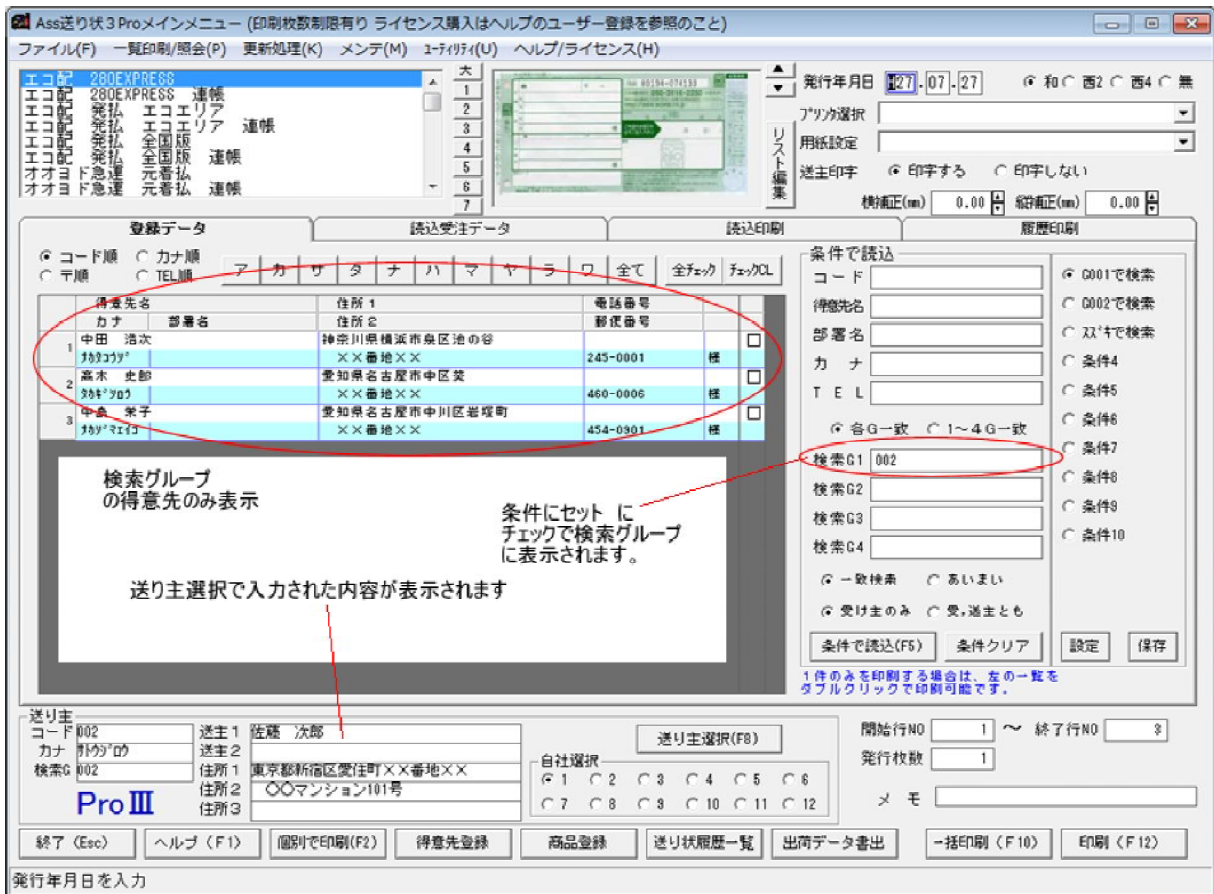 Ass送り状３Proメインメニュー (印刷枚数制限有り ライセンス購入はヘルプのユーザー登録を参照のこと)
ファイル(F) 一覧印刷/照会(P) 更新処理(K) メンテ(M) ﾕｰﾃｨﾘﾃｨ(U) ヘルプ/ライセンス(H)
エコ配 280EXPRESS
エコ配 280EXPRESS 連帳
エコ配 発払 エコエリア
エコ配 発払 エコエリア 連帳
エコ配 発払 全国版
エコ配 発払 全国版 連帳
オオヨド急運 元着払
オオヨド急運 元着払 連帳
大
1
2
3
4
5
6
7
リスト編集
発行年月日 27.07.27 和 西2 西4 無
ﾌﾟﾘﾝﾀ選択
用紙設定
送主印字 印字する 印字しない
横補正(mm) 0.00 縦補正(mm) 0.00
登録データ 読込受注データ 読込印刷 履歴印刷
コード順 カナ順
〒順 TEL順
ア カ サ タ ナ ハ マ ヤ ラ ワ 全て 全ﾁｪｯｸ ﾁｪｯｸCL
得意先名 住所１ 電話番号
カナ 部署名 住所２ 郵便番号
1 中田 浩次 神奈川県横浜市泉区池の谷
ﾅｶﾀｺｳｼﾞ ××番地×× 245-0001 様
2 高木 史郎 愛知県名古屋市中区栄
ﾀｶｷﾞｼﾛｳ ××番地×× 460-0006 様
3 中島 栄子 愛知県名古屋市中川区岩塚町
ﾅｶｼﾞﾏｴｲｺ ××番地×× 454-0901 様
検索グループ
の得意先のみ表示
条件にセット に
チェックで検索グループ
に表示されます。
送り主選択で入力された内容が表示されます
条件で読込
コード
得意先名
部署名
カ ナ
ＴＥＬ
各Ｇ一致 １～４Ｇ一致
検索G1 002
検索G2
検索G3
検索G4
一致検索 あいまい
受け主のみ 受,送主とも
条件で読込(F5) 条件クリア
G001で検索
G002で検索
ｽｽﾞｷで検索
条件4
条件5
条件6
条件7
条件8
条件9
条件10
設定 保存
１件のみを印刷する場合は、左の一覧を
ダブルクリックで印刷可能です。
送り主
コード 002 送主１ 佐藤 次郎
カナ ｻﾄｳｼﾞﾛｳ 送主２
検索G 002 住所１ 東京都新宿区愛住町××番地××
住所２ 〇〇マンション101号
住所３
ProⅢ
送り主選択(F8)
自社選択
1 2 3 4 5 6
7 8 9 10 11 12
開始行NO 1 ～ 終了行NO 3
発行枚数 1
メ モ
終了（Esc） ヘルプ（F１） 個別で印刷(F2) 得意先登録 商品登録 送り状履歴一覧 出荷データ書出 一括印刷（F10） 印刷（F12）
発行年月日を入力